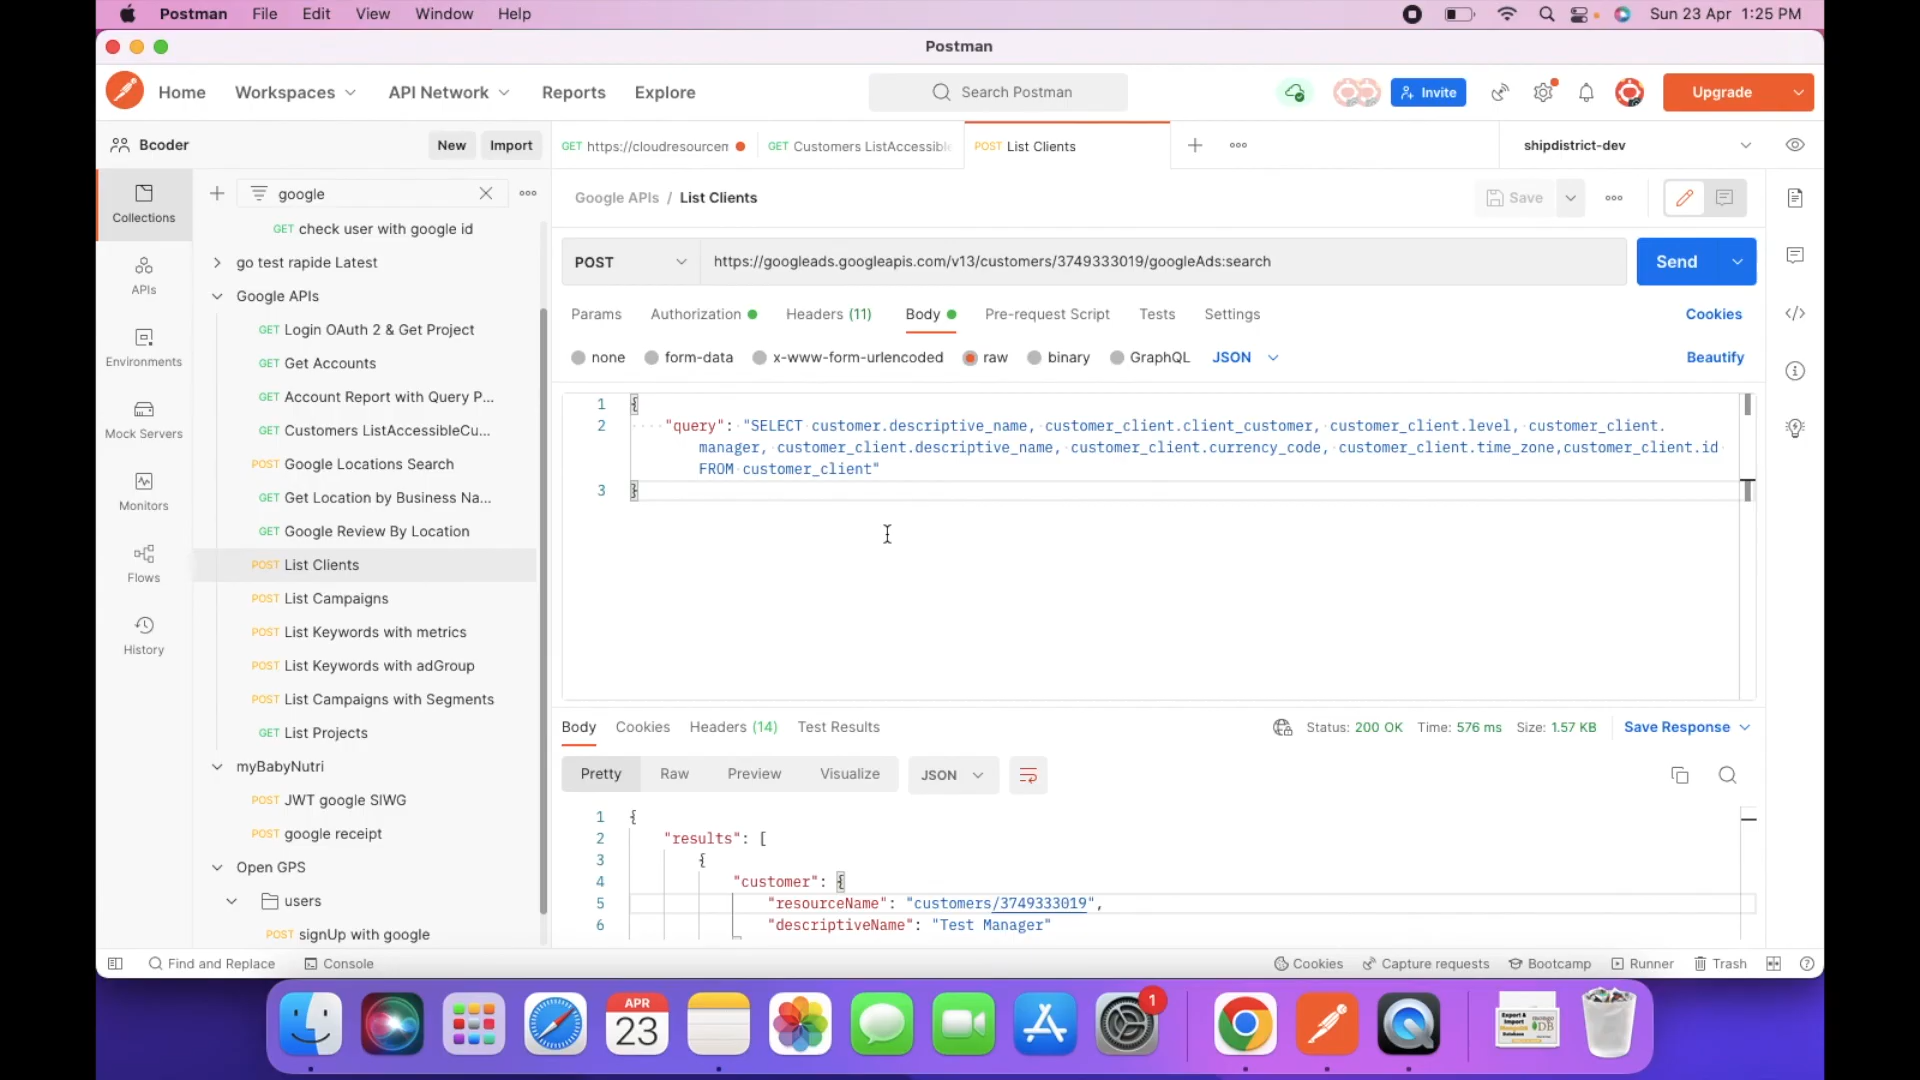 Postman File Edit View Window Help Sun 23 Apr 1:25 PM
Postman
Home Workspaces API Network Reports Explore Search Postman Invite Upgrade
Bcoder New Import GET https://cloudresourcem GET Customers ListAccessible POST List Clients shipdistrict-dev
google
Google APIs / List Clients Save
Collections
APIs
Environments
Mock Servers
Monitors
Flows
History
GET check user with google id
go test rapide Latest
Google APIs
GET Login OAuth 2 & Get Project
GET Get Accounts
GET Account Report with Query P...
GET Customers ListAccessibleCu...
POST Google Locations Search
GET Get Location by Business Na...
GET Google Review By Location
POST List Clients
POST List Campaigns
POST List Keywords with metrics
POST List Keywords with adGroup
POST List Campaigns with Segments
GET List Projects
myBabyNutri
POST JWT google SIWG
POST google receipt
Open GPS
users
POST signUp with google
POST https://googleads.googleapis.com/v13/customers/3749333019/googleAds:search Send
Params Authorization Headers (11) Body Pre-request Script Tests Settings Cookies
none form-data x-www-form-urlencoded raw binary GraphQL JSON Beautify
1 {
2 "query": "SELECT customer.descriptive_name, customer_client.client_customer, customer_client.level, customer_client.
manager, customer_client.descriptive_name, customer_client.currency_code, customer_client.time_zone,customer_client.id
FROM customer_client"
3 }
Body Cookies Headers (14) Test Results Status: 200 OK Time: 576 ms Size: 1.57 KB Save Response
Pretty Raw Preview Visualize JSON
1 {
2 "results": [
3 {
4 "customer": {
5 "resourceName": "customers/3749333019",
6 "descriptiveName": "Test Manager"
Find and Replace Console Cookies Capture requests Bootcamp Runner Trash
APR
23
1
Export &
Import